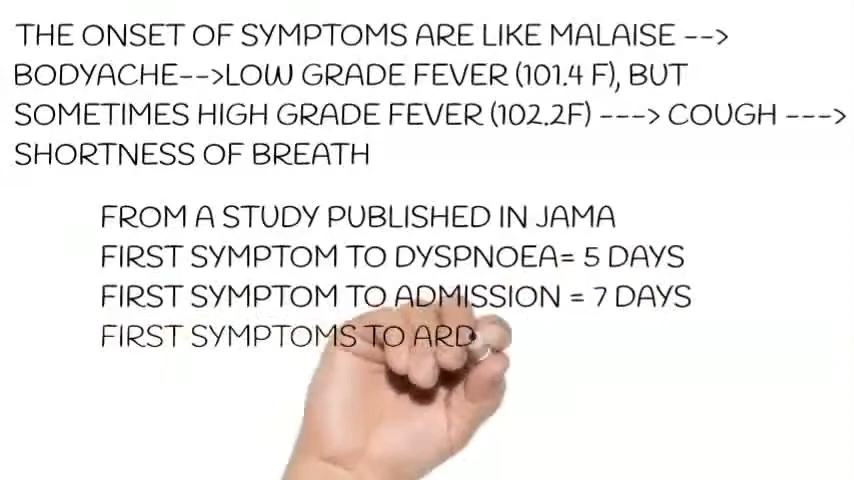 THE ONSET OF SYMPTOMS ARE LIKE MALAISE -->
BODYACHE-->LOW GRADE FEVER (101.4 F), BUT
SOMETIMES HIGH GRADE FEVER (102.2F) ---> COUGH --->
SHORTNESS OF BREATH
FROM A STUDY PUBLISHED IN JAMA
FIRST SYMPTOM TO DYSPNOEA= 5 DAYS
FIRST SYMPTOM TO ADMISSION = 7 DAYS
FIRST SYMPTOMS TO ARD